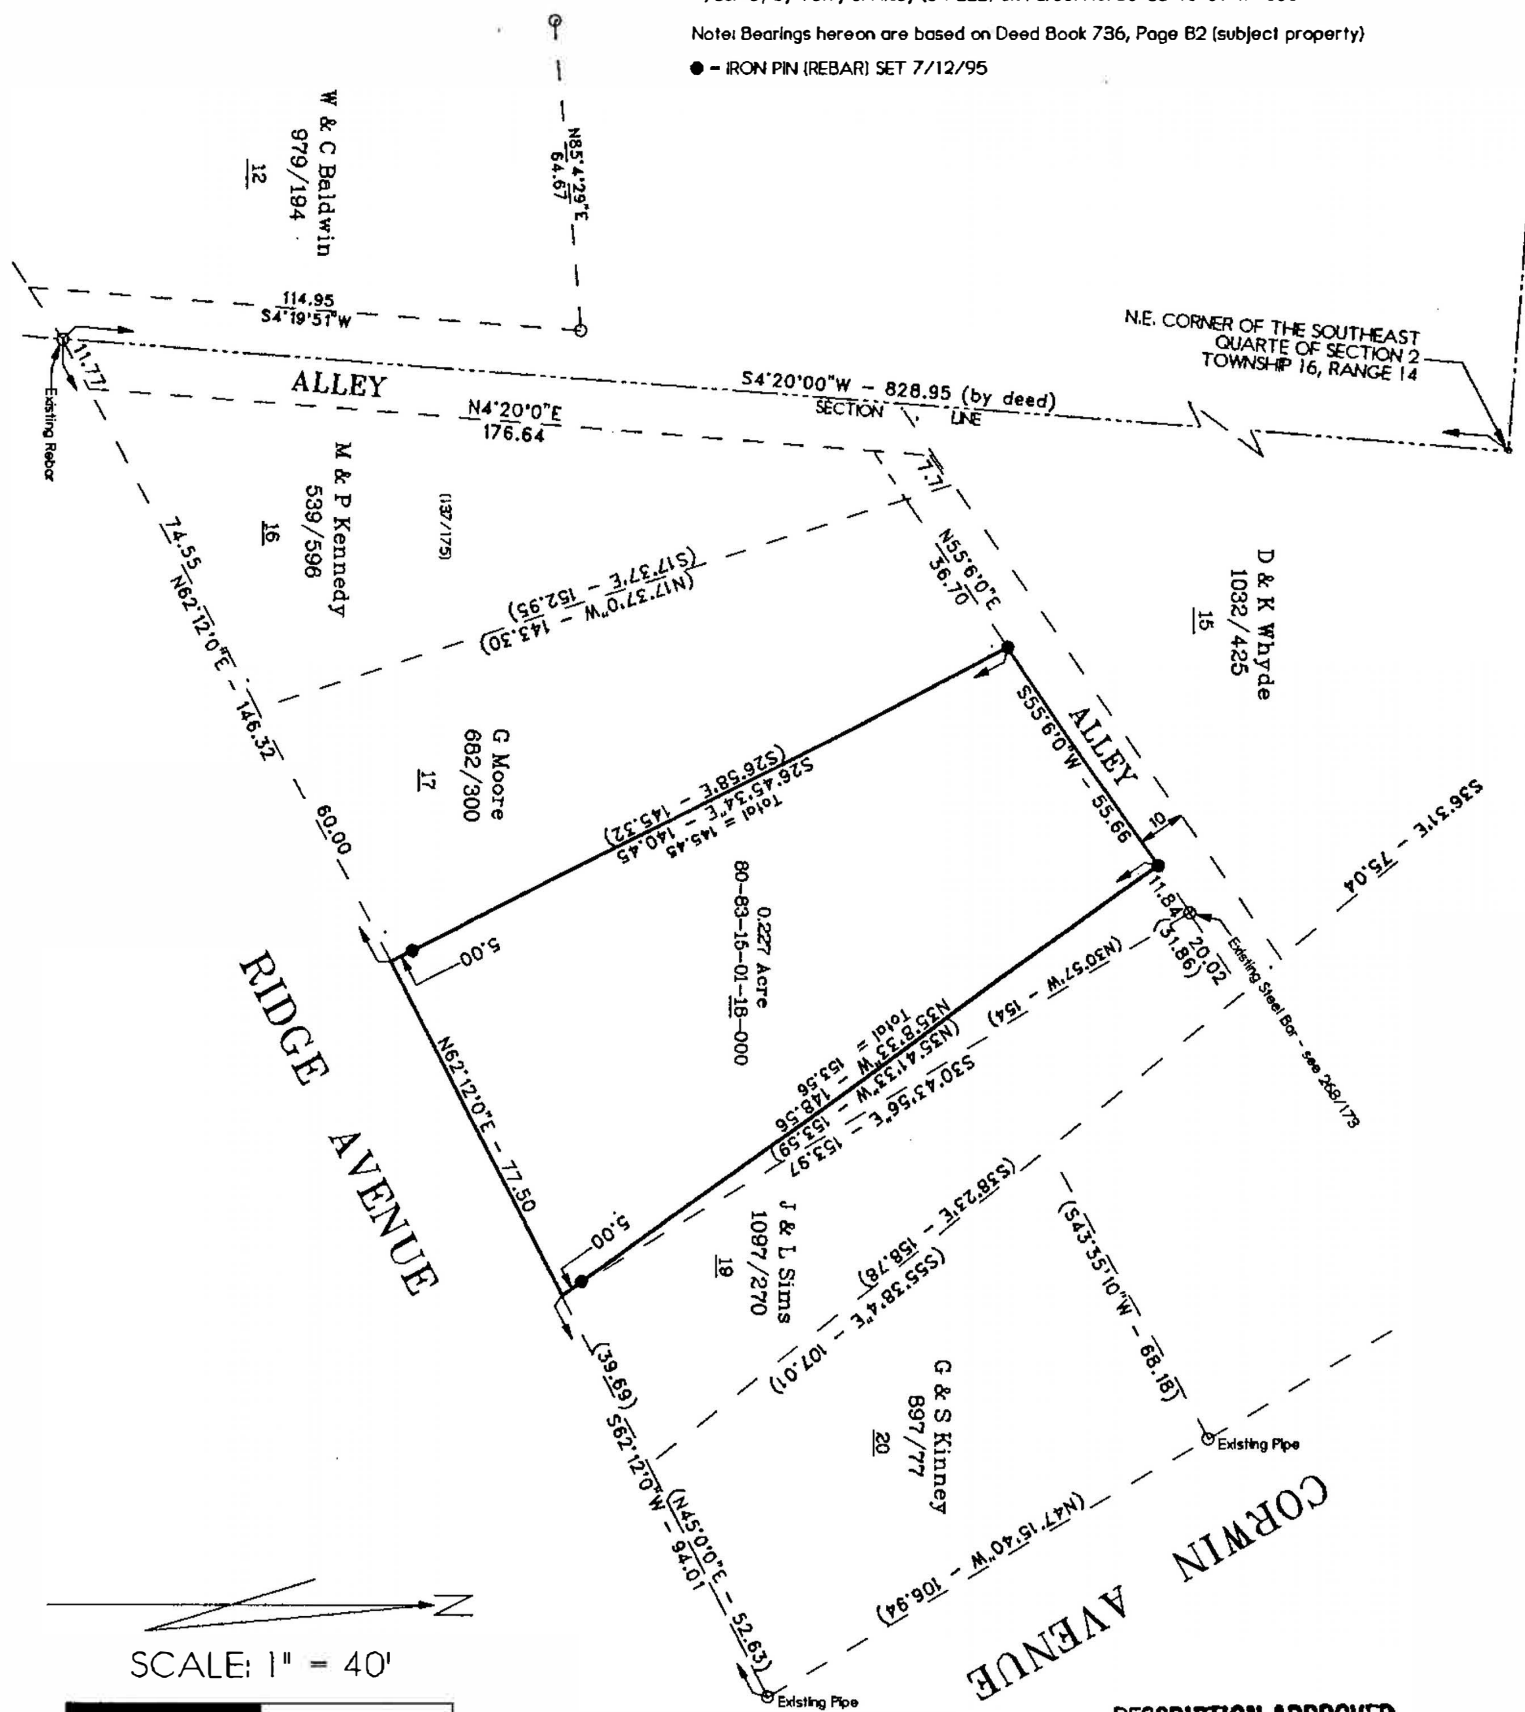 Note: Bearings hereon are based on Deed Book 736, Page 82 (subject property)
● - IRON PIN (REBAR) SET 7/12/95
W & C Baldwin
979/194
12
N85°4'29"E
64.67
114.95
S4°19'51"W
N.E. CORNER OF THE SOUTHEAST
QUARTE OF SECTION 2
TOWNSHIP 16, RANGE 14
S4°20'00"W - 828.95 (by deed)
SECTION LINE
ALLEY
N4°20'0"E
176.64
11.77
Existing Rebar
M & P Kennedy
539/596
16
(137/175)
74.55
N62°12'0"E - 146.32
60.00
(S17°37'E - 152.95)
(N17°37'0"W - 143.30)
7.71
N55°6'0"E
36.70
D & K Whyde
1032/425
15
ALLEY
S55°6'0"W - 55.66
10
G Moore
682/300
17
(S26°58'E - 145.32)
S26°45'34"E - 140.45
Total = 145.45
0.227 Acre
80-83-15-01-18-000
5.00
11.84
20.02
(31.86)
Existing Steel Bar - see 268/173
S36°31'E - 75.04
(N30°57'W - 154)
Total = 153.56
N35°8'33"W - 148.56
(N35°41'33"W - 153.59)
S30°43'56"E - 153.97
RIDGE AVENUE
N62°12'0"E - 77.50
5.00
J & L Sims
1097/270
19
(S38°23'E - 158.78)
(S55°38'4"E - 107.01)
(S43°35'10"W - 68.18)
(39.69)
S62°12'0"W - 94.01
(N45°0'0"E - 52.63)
G & S Kinney
897/77
20
Existing Pipe
(N47°15'40"W - 106.94)
CORWIN AVENUE
Existing Pipe
N
SCALE: 1" = 40'
DESCRIPTION APPROVED